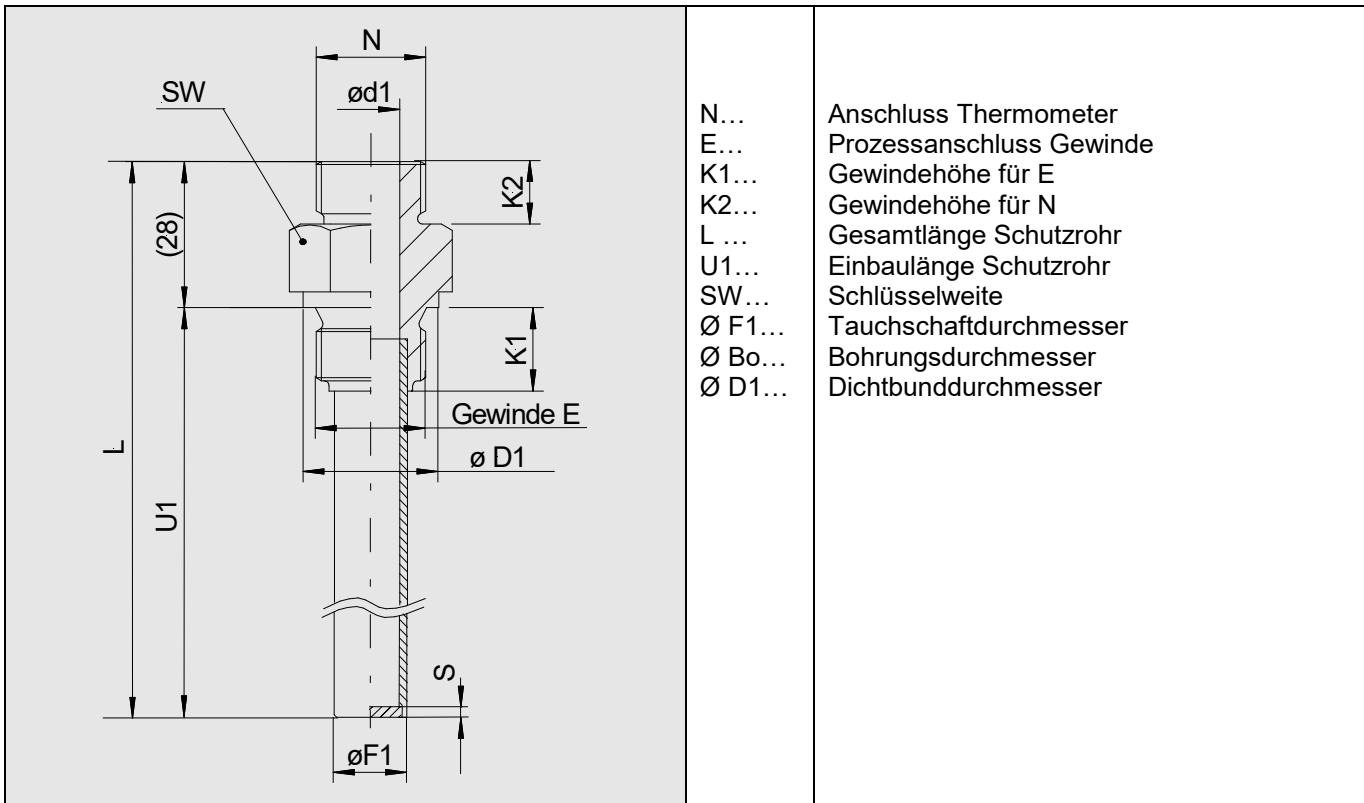 N
SW
ød1
K2
(28)
K1
Gewinde E
ø D1
L
U1
S
øF1
N… Anschluss Thermometer
E… Prozessanschluss Gewinde
K1… Gewindehöhe für E
K2… Gewindehöhe für N
L … Gesamtlänge Schutzrohr
U1… Einbaulänge Schutzrohr
SW… Schlüsselweite
Ø F1… Tauchschaftdurchmesser
Ø Bo… Bohrungsdurchmesser
Ø D1… Dichtbunddurchmesser